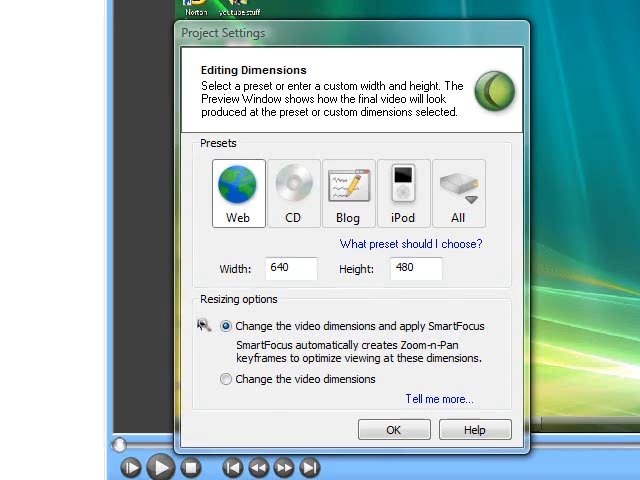 Norton
youtube stuff
Project Settings
Editing Dimensions
Select a preset or enter a custom width and height. The
Preview Window shows how the final video will look
produced at the preset or custom dimensions selected.
Presets
Web
CD
Blog
iPod
All
What preset should I choose?
Width: 640 Height: 480
Resizing options
Change the video dimensions and apply SmartFocus
SmartFocus automatically creates Zoom-n-Pan
keyframes to optimize viewing at these dimensions.
Change the video dimensions
Tell me more...
OK
Help